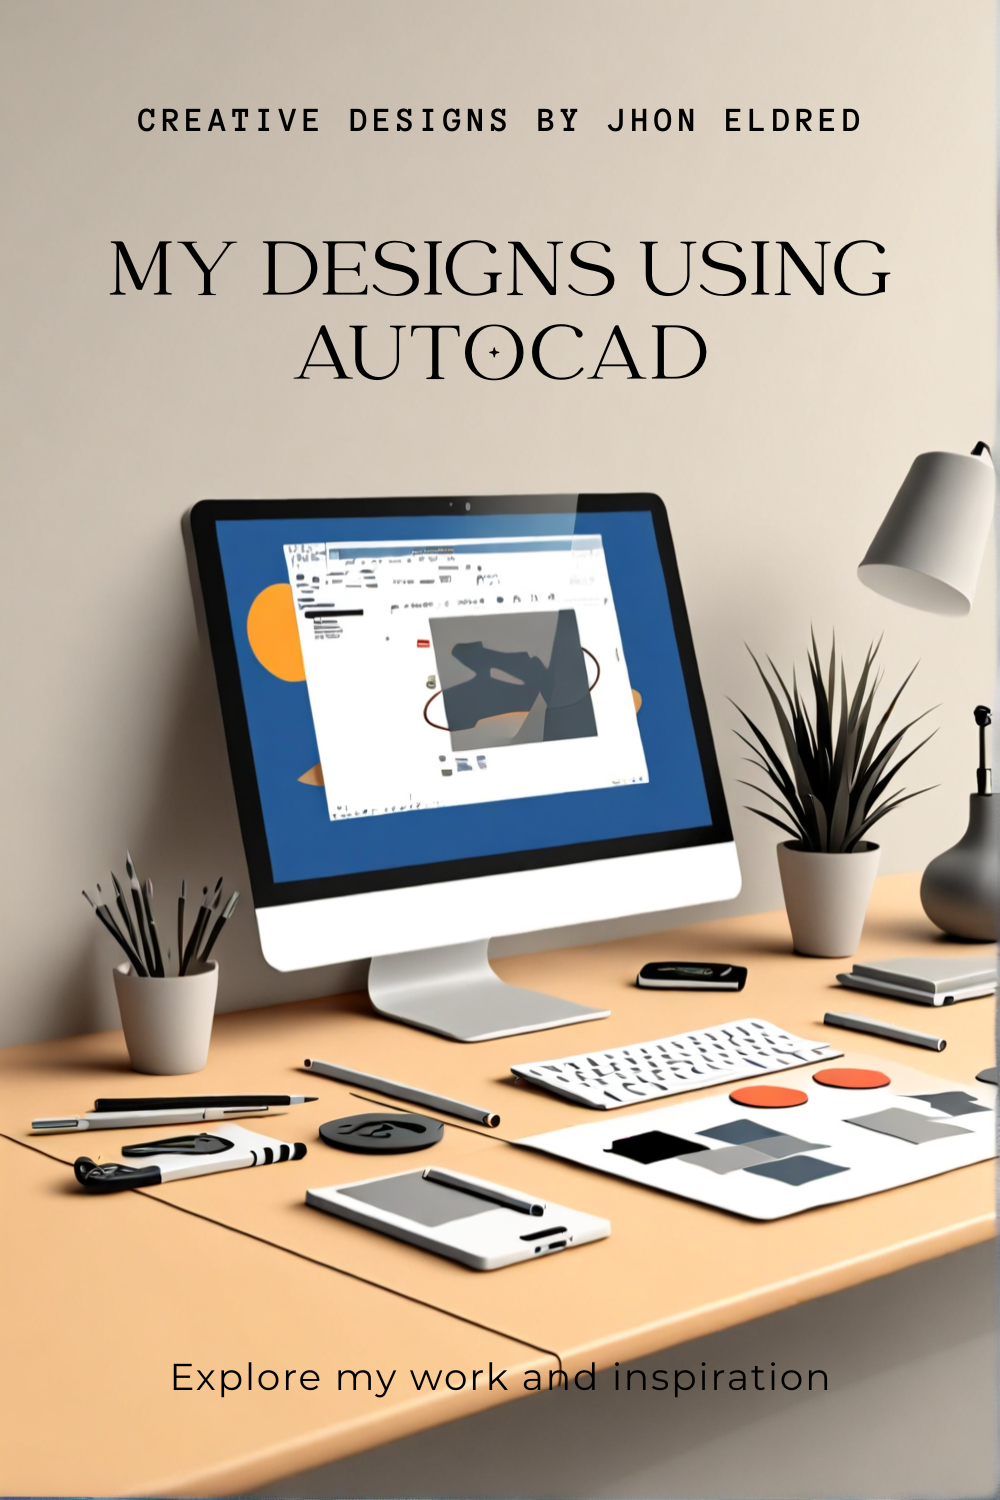 CREATIVE DESIGNS BY JHON ELDRED
MY DESIGNS USING
AUTOCAD
Explore my work and inspiration